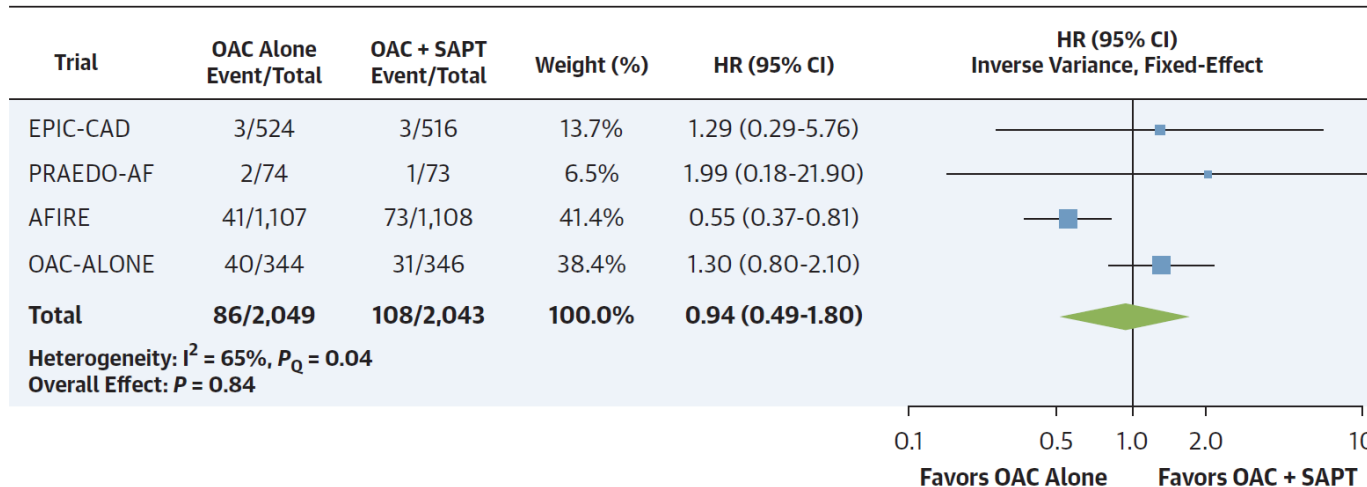 Trial OAC Alone Event/Total OAC + SAPT Event/Total Weight (%) HR (95% CI) HR (95% CI) Inverse Variance, Fixed-Effect
EPIC-CAD 3/524 3/516 13.7% 1.29 (0.29-5.76)
PRAEDO-AF 2/74 1/73 6.5% 1.99 (0.18-21.90)
AFIRE 41/1,107 73/1,108 41.4% 0.55 (0.37-0.81)
OAC-ALONE 40/344 31/346 38.4% 1.30 (0.80-2.10)
Total 86/2,049 108/2,043 100.0% 0.94 (0.49-1.80)
Heterogeneity: I² = 65%, P_Q = 0.04
Overall Effect: P = 0.84
0.1 0.5 1.0 2.0 10
Favors OAC Alone Favors OAC + SAPT